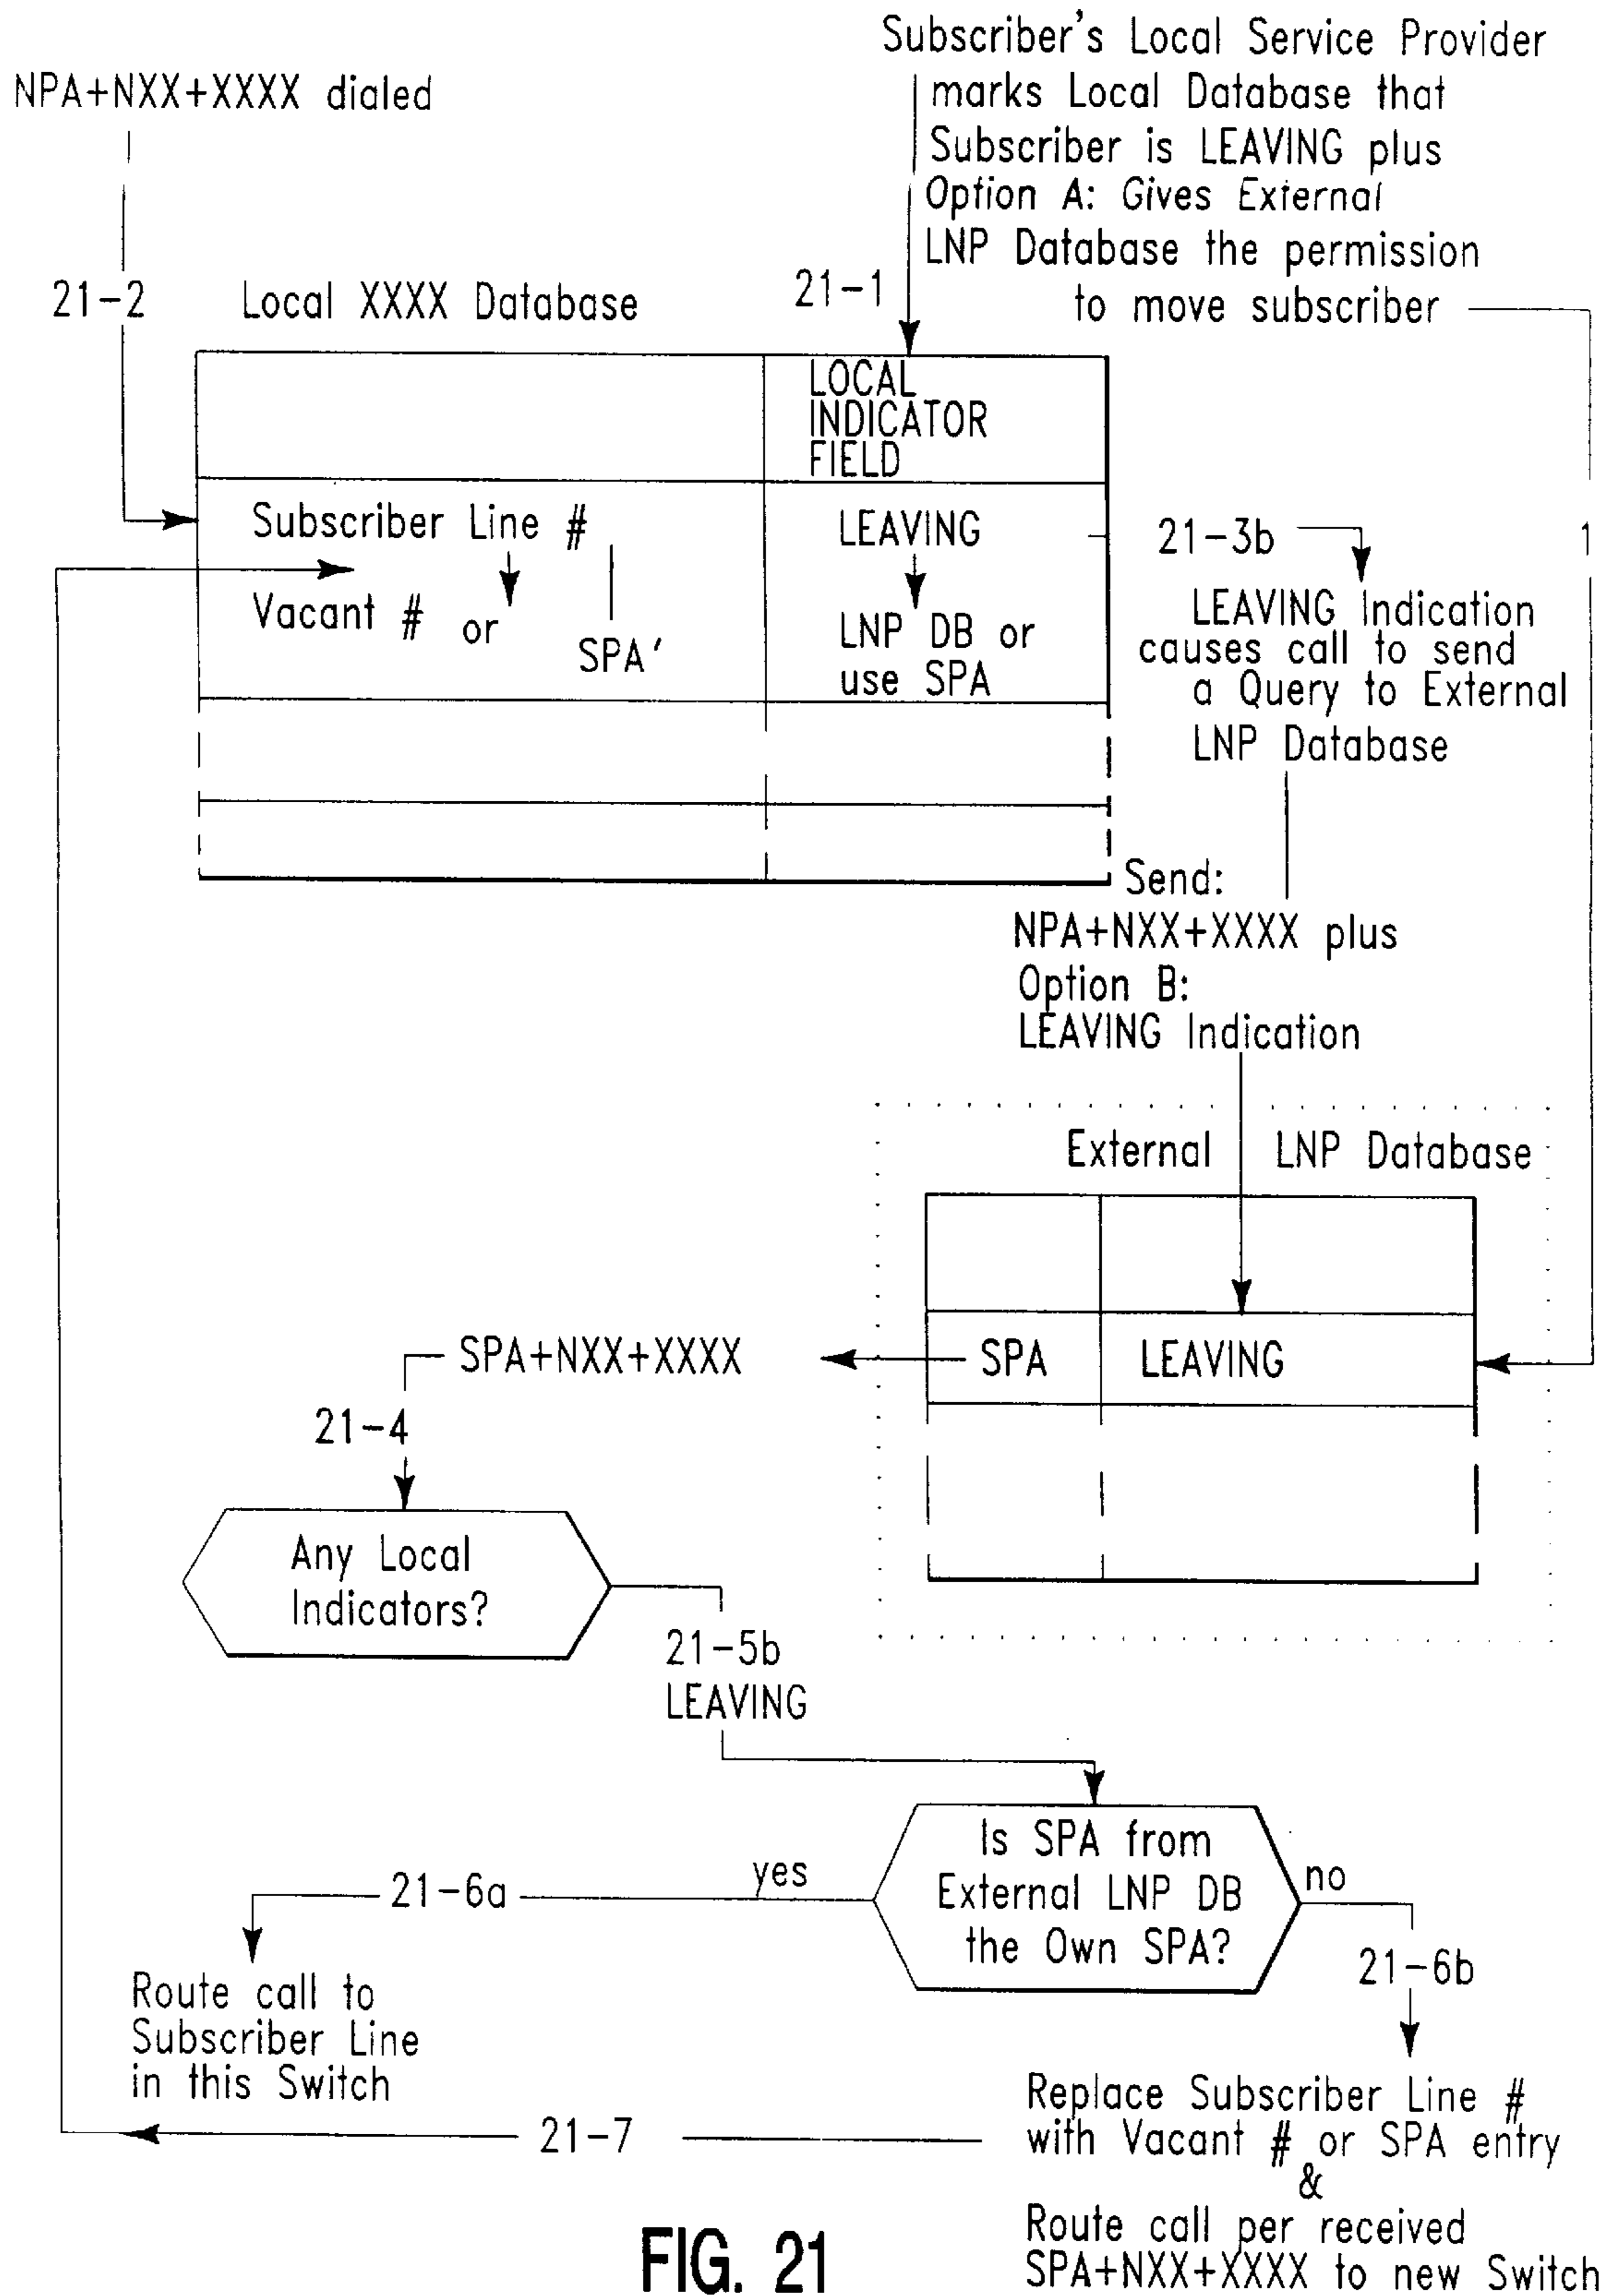 Subscriber's Local Service Provider
marks Local Database that
Subscriber is LEAVING plus
Option A: Gives External
LNP Database the permission
to move subscriber
NPA+NXX+XXXX dialed
21-2
Local XXXX Database
21-1
LOCAL
INDICATOR
FIELD
Subscriber Line #
Vacant # or
SPA'
LEAVING
LNP DB or
use SPA
21-3b
1
LEAVING Indication
causes call to send
a Query to External
LNP Database
Send:
NPA+NXX+XXXX plus
Option B:
LEAVING Indication
External LNP Database
SPA
LEAVING
SPA+NXX+XXXX
21-4
Any Local
Indicators?
21-5b
LEAVING
Is SPA from
External LNP DB
the Own SPA?
yes
no
21-6a
21-6b
Route call to
Subscriber Line
in this Switch
Replace Subscriber Line #
with Vacant # or SPA entry
&
Route call per received
SPA+NXX+XXXX to new Switch
21-7
FIG. 21